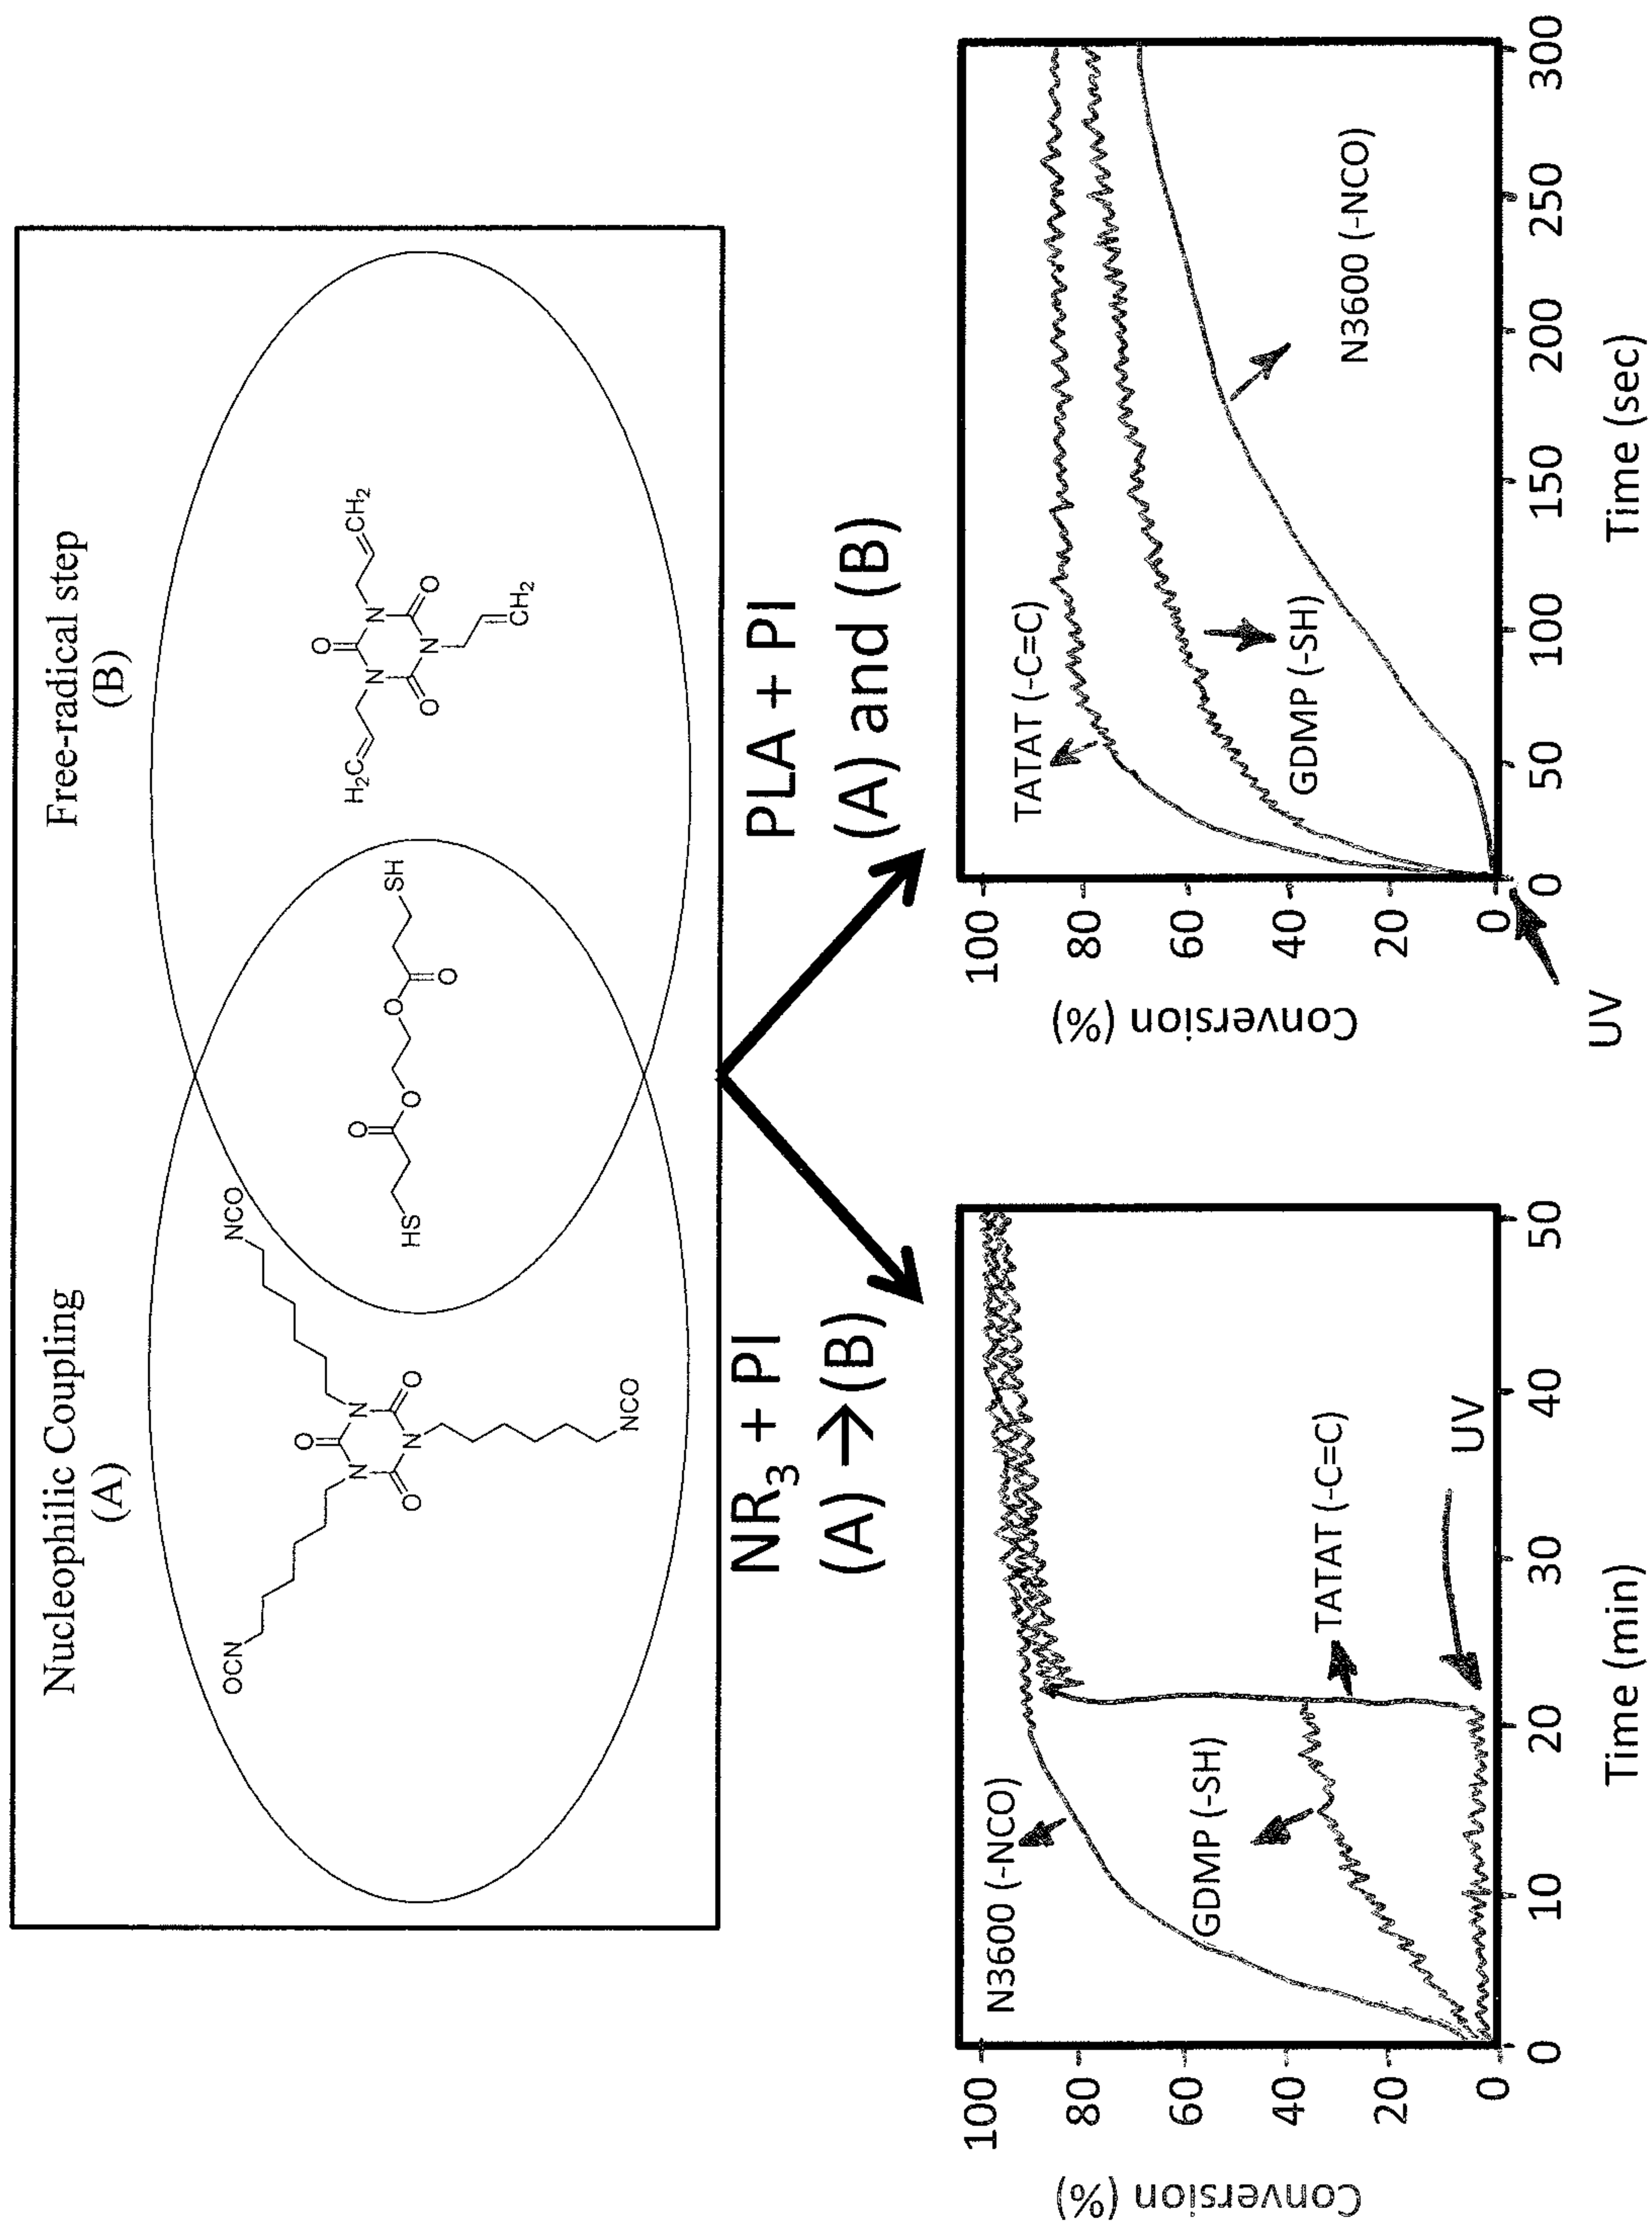 Nucleophilic Coupling
(A)
Free-radical step
(B)
OCN
NCO
NCO
O
O
O
N
N
N
HS
O
O
O
O
SH
H₂C
CH₂
CH₂
O
O
O
N
N
N
NR₃ + PI
(A) → (B)
PLA + PI
(A) and (B)
Conversion (%)
100
80
60
40
20
0
N3600 (-NCO)
GDMP (-SH)
TATAT (-C=C)
UV
0 10 20 30 40 50
Time (min)
Conversion (%)
100
80
60
40
20
0
TATAT (-C=C)
GDMP (-SH)
N3600 (-NCO)
UV
0 50 100 150 200 250 300
Time (sec)